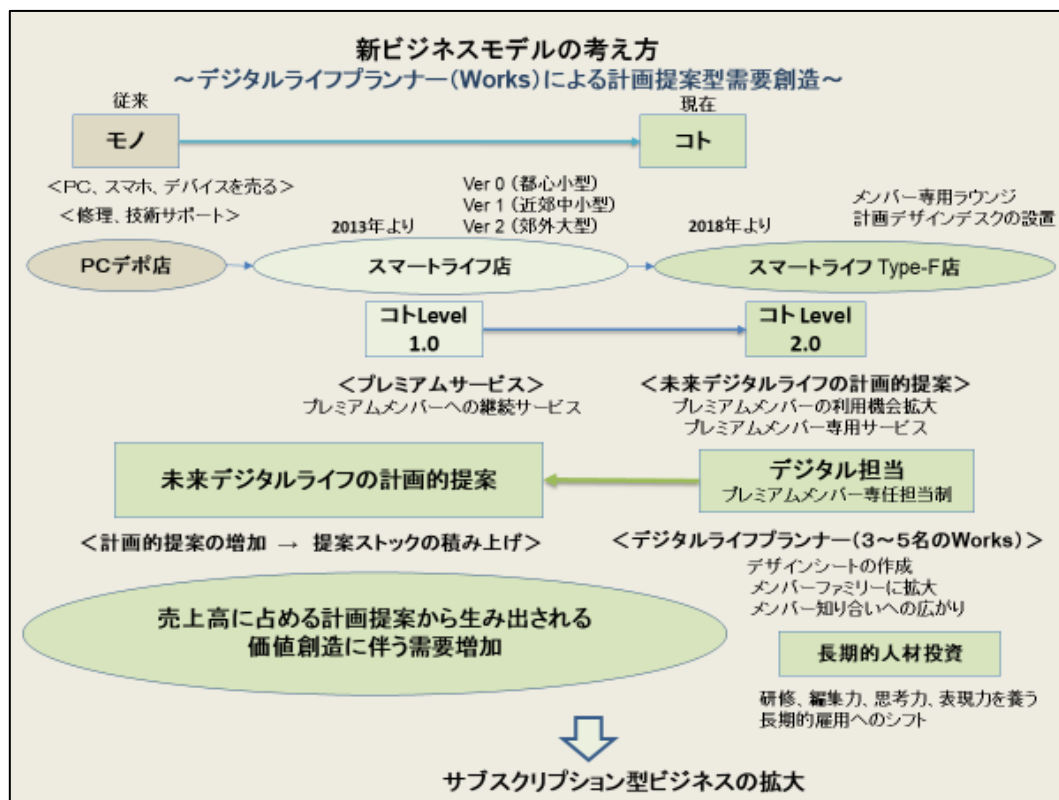 新ビジネスモデルの考え方
～デジタルライフプランナー(Works)による計画提案型需要創造～
従来
現在
モノ
コト
＜PC、スマホ、デバイスを売る＞
＜修理、技術サポート＞
Ver 0 (都心小型)
Ver 1 (近郊中小型)
Ver 2 (郊外大型)
メンバー専用ラウンジ
計画デザインデスクの設置
2013年より
2018年より
PCデポ店
スマートライフ店
スマートライフ Type-F店
コトLevel
1.0
コト Level
2.0
＜プレミアムサービス＞
プレミアムメンバーへの継続サービス
＜未来デジタルライフの計画的提案＞
プレミアムメンバーの利用機会拡大
プレミアムメンバー専用サービス
未来デジタルライフの計画的提案
デジタル担当
プレミアムメンバー専任担当制
＜計画的提案の増加 → 提案ストックの積み上げ＞
＜デジタルライフプランナー(3～5名のWorks)＞
デザインシートの作成
メンバーファミリーに拡大
メンバー知り合いへの広がり
売上高に占める計画提案から生み出される
価値創造に伴う需要増加
長期的人材投資
研修、編集力、思考力、表現力を養う
長期的雇用へのシフト
サブスクリプション型ビジネスの拡大